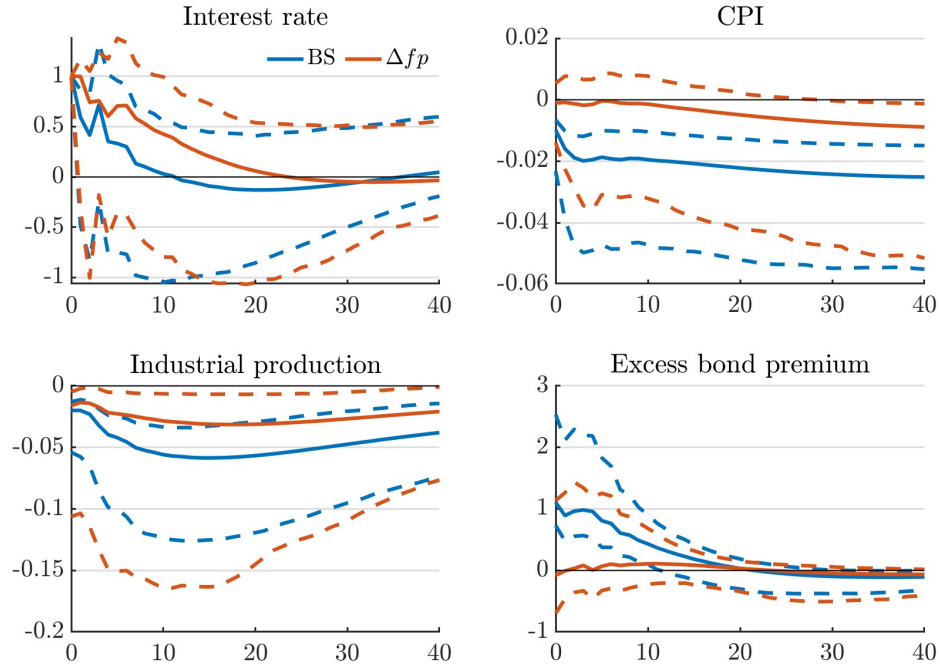 Interest rate
BS Δfp
1
0.5
0
-0.5
-1
0 10 20 30 40
CPI
0.02
0
-0.02
-0.04
-0.06
0 10 20 30 40
Industrial production
0
-0.05
-0.1
-0.15
-0.2
0 10 20 30 40
Excess bond premium
3
2
1
0
-1
0 10 20 30 40